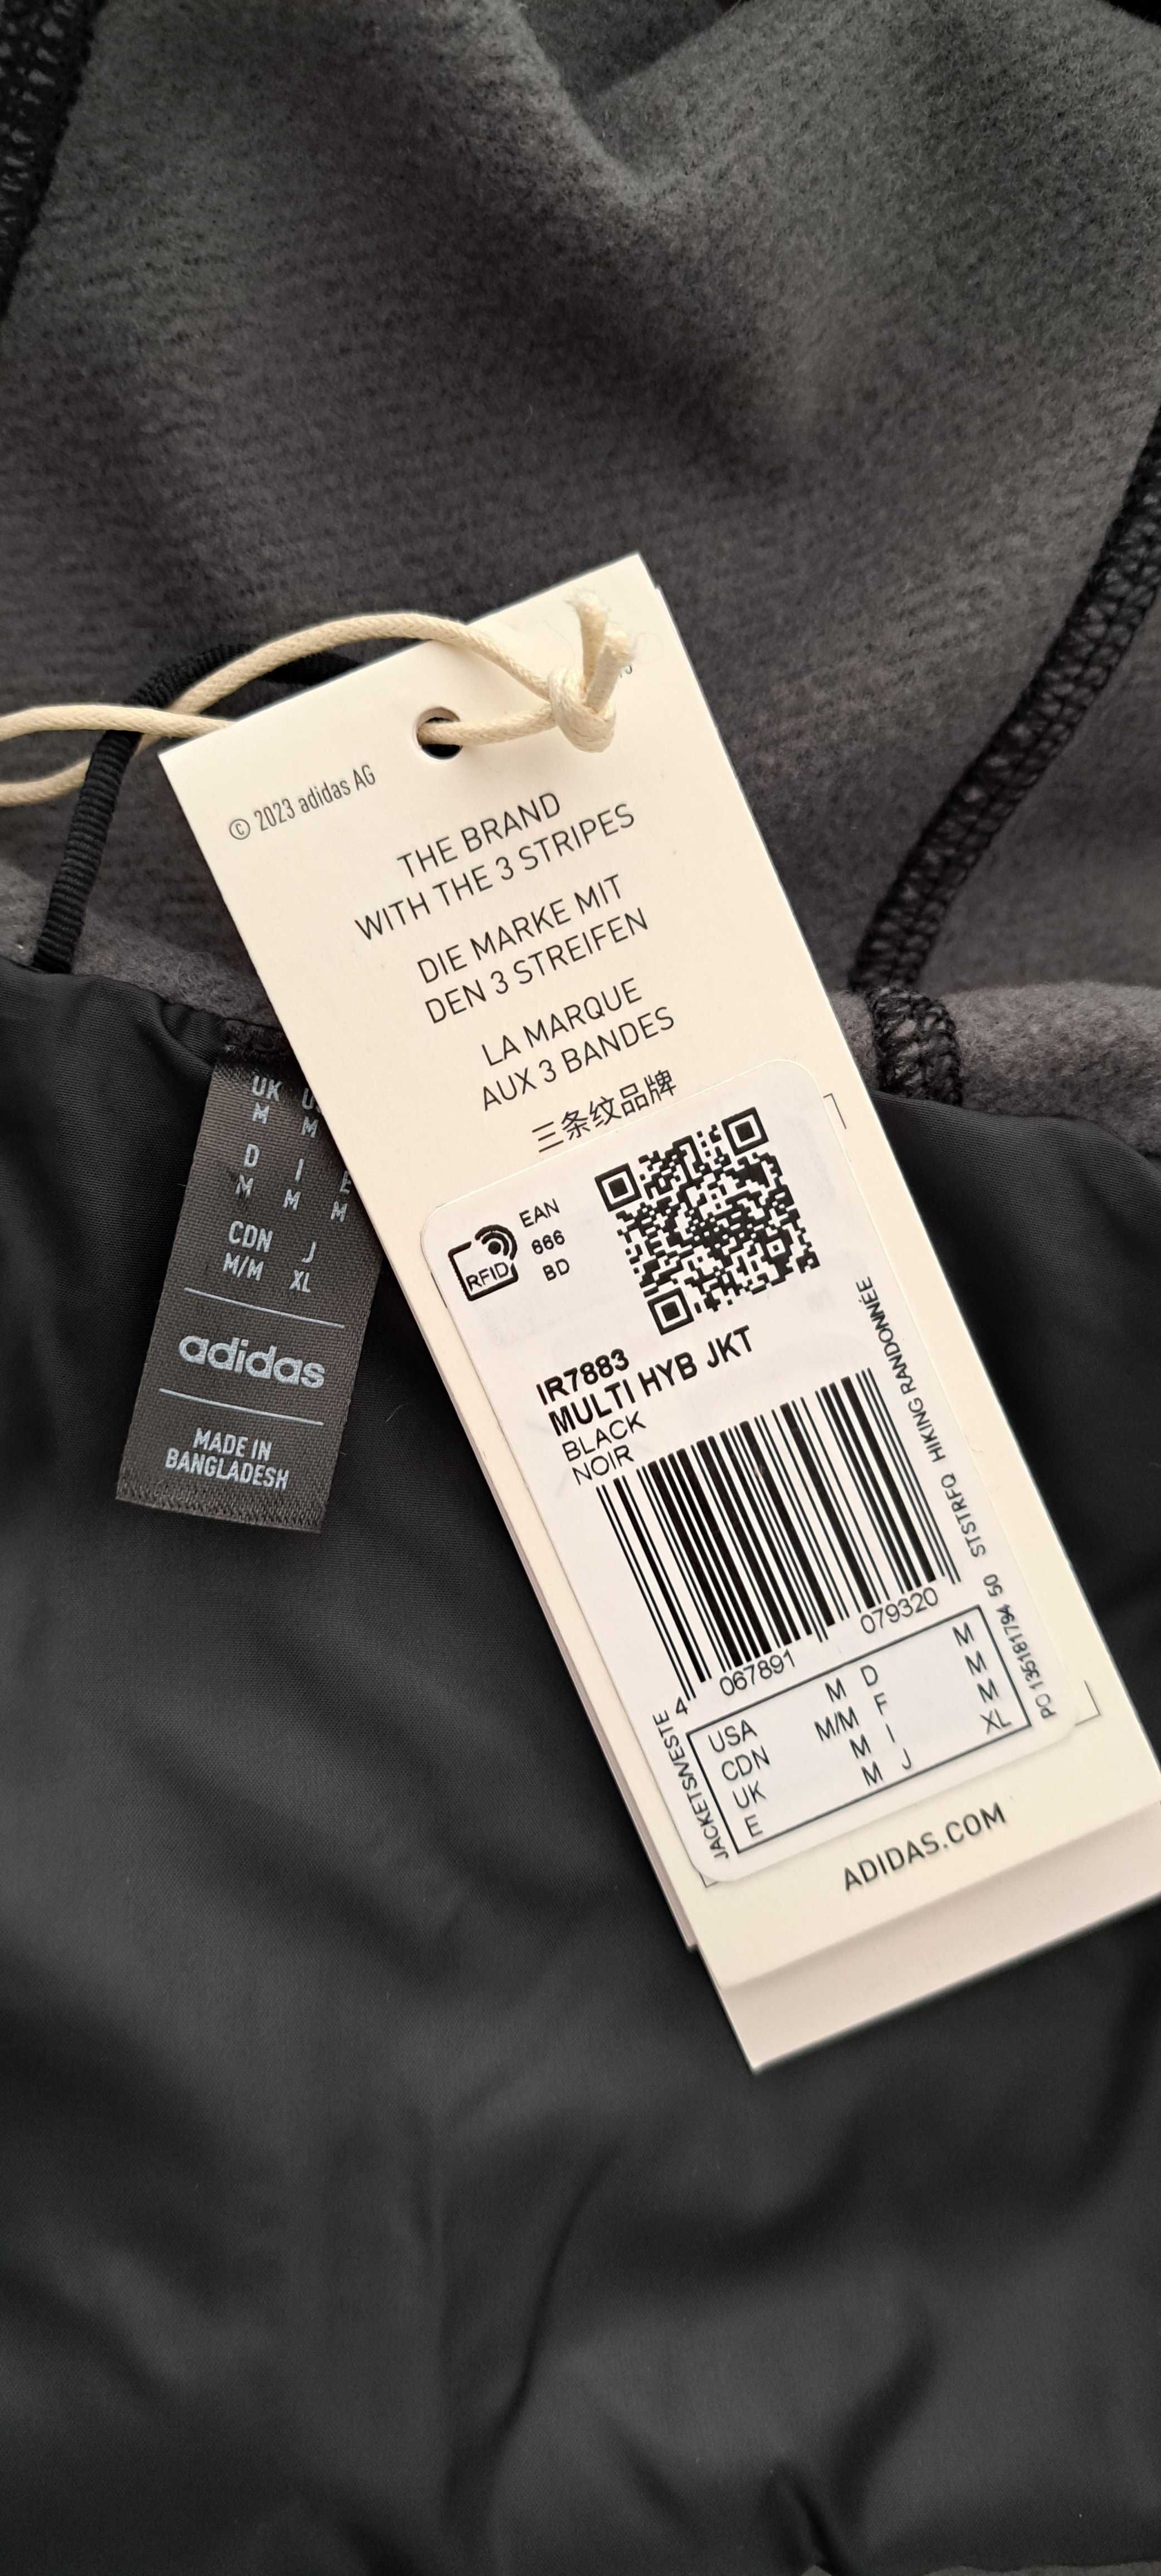 © 2023 adidas AG
THE BRAND
WITH THE 3 STRIPES
DIE MARKE MIT
DEN 3 STREIFEN
LA MARQUE
AUX 3 BANDES
三条纹品牌
RFID
EAN
666
BD
IR7883
MULTI HYB JKT
BLACK
NOIR
4 067891 079320
JACKETS/VESTE
PO 135181794 50 STSTRFQ HIKING RANDONNÉE
USA M D M
CDN M/M F M
UK M I M
E M J XL
ADIDAS.COM
UK
M M
D I E
M M M
CDN J
M/M XL
adidas
MADE IN
BANGLADESH